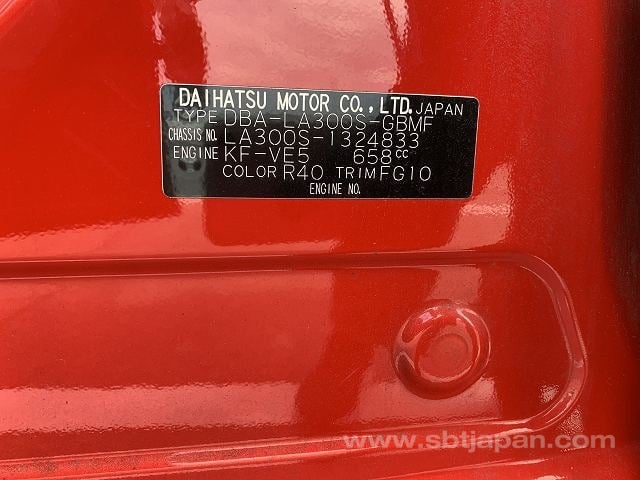 DAIHATSU MOTOR CO., LTD. JAPAN
TYPE DBA-LA300S-GBMF
CHASSIS NO. LA300S-1324833
ENGINE KF-VE5 658cc
COLOR R40 TRIM FG10
ENGINE NO.
www.sbtjapan.com